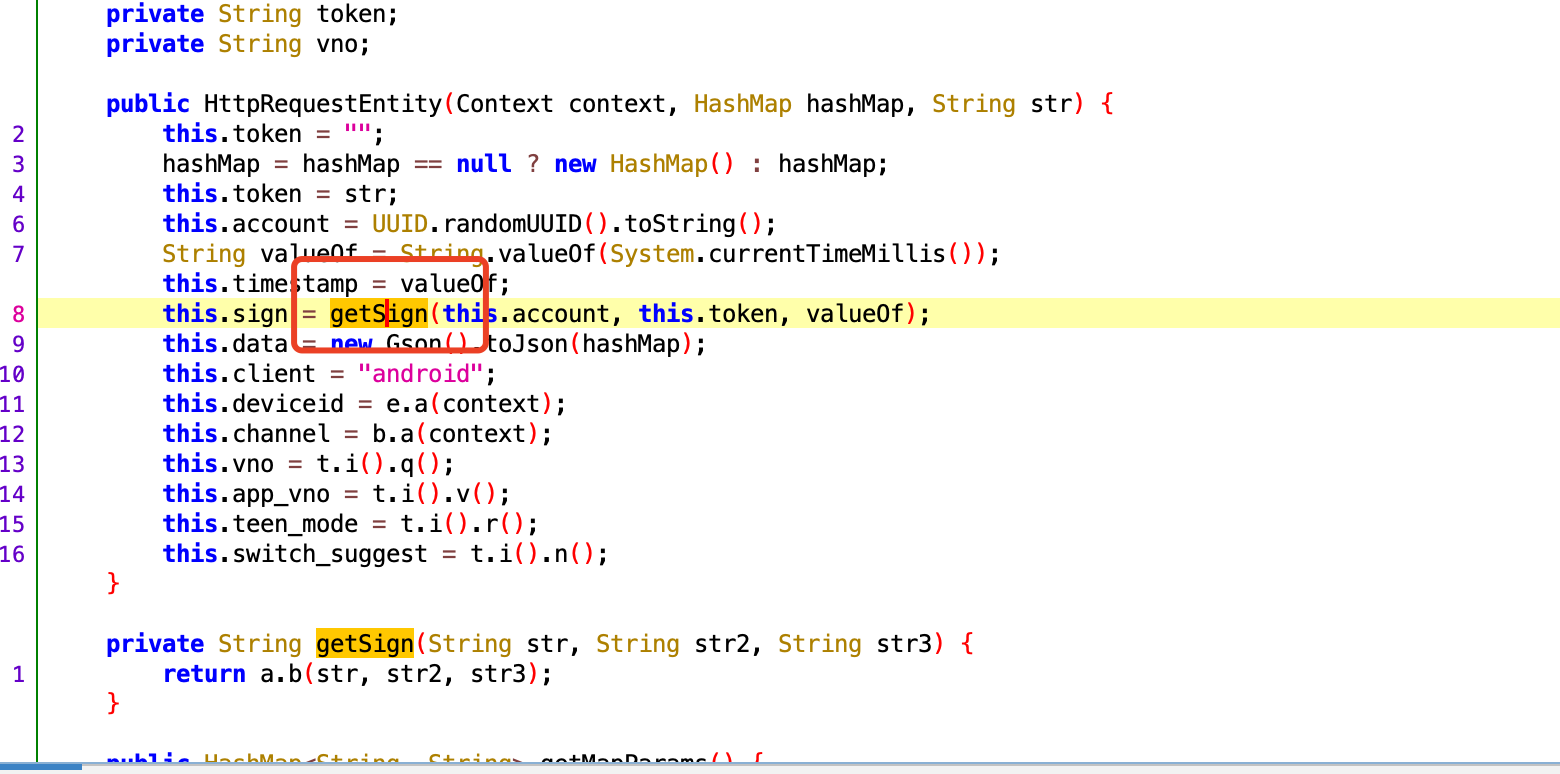 private String token;
private String vno;
public HttpRequestEntity(Context context, HashMap hashMap, String str) {
2 this.token = "";
3 hashMap = hashMap == null ? new HashMap() : hashMap;
4 this.token = str;
6 this.account = UUID.randomUUID().toString();
7 String valueOf = String.valueOf(System.currentTimeMillis());
this.timestamp = valueOf;
8 this.sign = getSign(this.account, this.token, valueOf);
9 this.data = new Gson().toJson(hashMap);
10 this.client = "android";
11 this.deviceid = e.a(context);
12 this.channel = b.a(context);
13 this.vno = t.i().q();
14 this.app_vno = t.i().v();
15 this.teen_mode = t.i().r();
16 this.switch_suggest = t.i().n();
}
private String getSign(String str, String str2, String str3) {
1 return a.b(str, str2, str3);
}
public HashMap<String, String> getMapParams() {